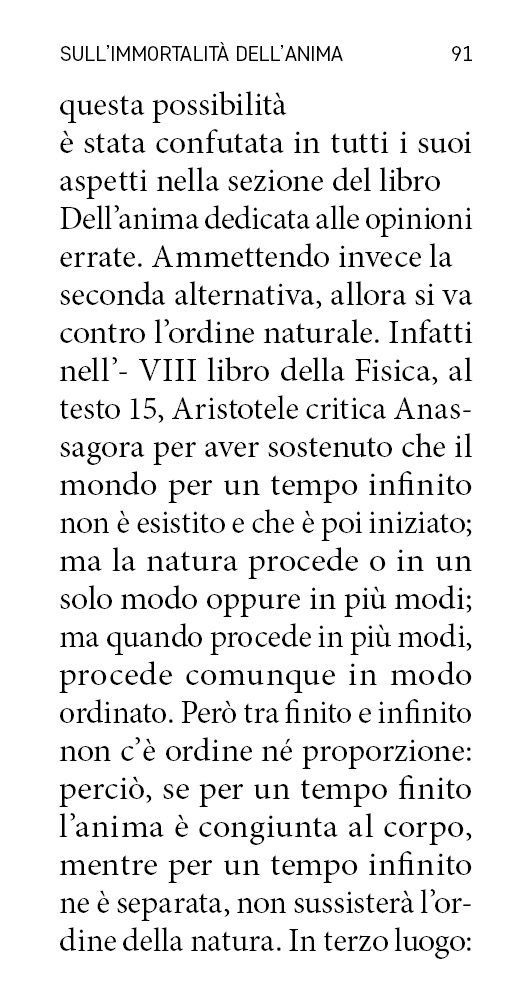 SULL'IMMORTALITÀ DELL'ANIMA 91
questa possibilità
è stata confutata in tutti i suoi
aspetti nella sezione del libro
Dell'anima dedicata alle opinioni
errate. Ammettendo invece la
seconda alternativa, allora si va
contro l'ordine naturale. Infatti
nell'- VIII libro della Fisica, al
testo 15, Aristotele critica Anas-
sagora per aver sostenuto che il
mondo per un tempo infinito
non è esistito e che è poi iniziato;
ma la natura procede o in un
solo modo oppure in più modi;
ma quando procede in più modi,
procede comunque in modo
ordinato. Però tra finito e infinito
non c'è ordine né proporzione:
perciò, se per un tempo finito
l'anima è congiunta al corpo,
mentre per un tempo infinito
ne è separata, non sussisterà l'or-
dine della natura. In terzo luogo: